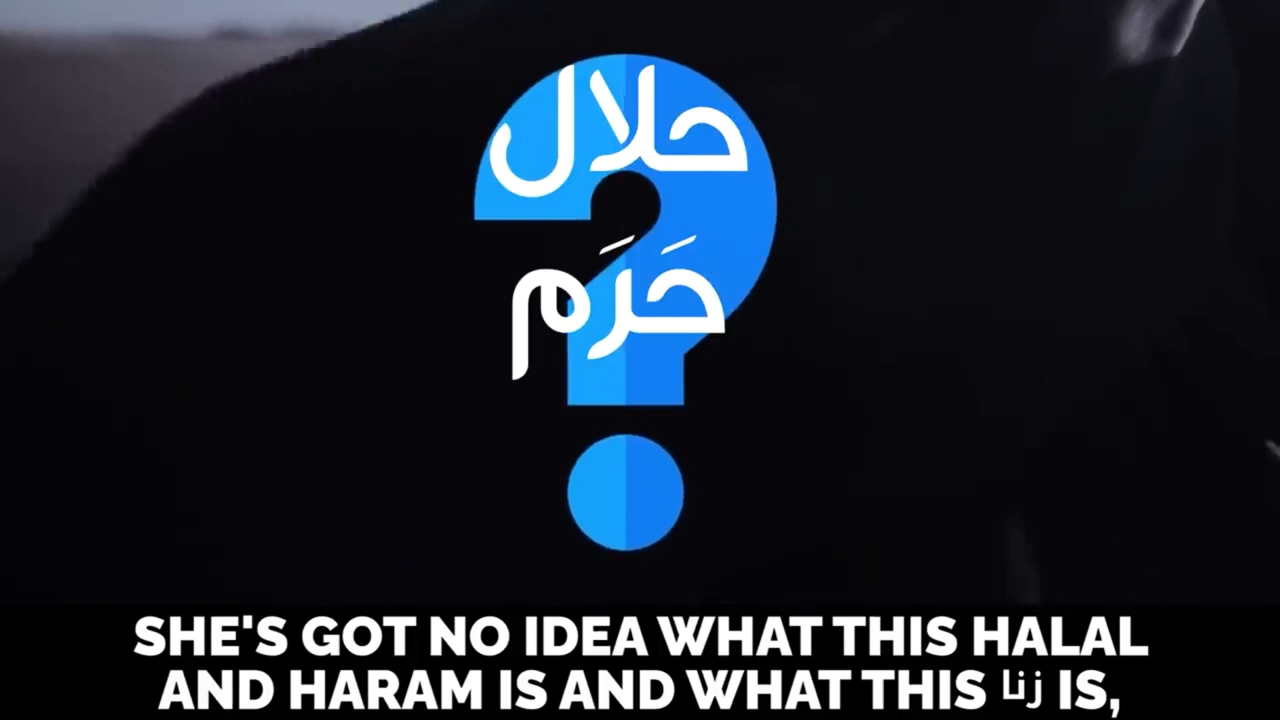 حلال
حَرَم
SHE'S GOT NO IDEA WHAT THIS HALAL
AND HARAM IS AND WHAT THIS زنا IS,